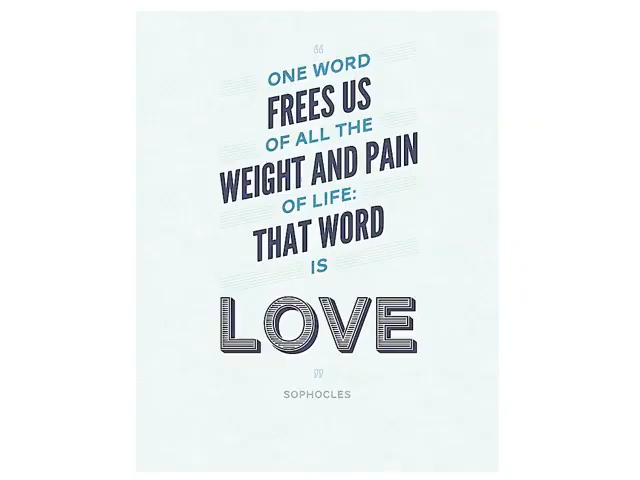 “
ONE WORD
FREES US
OF ALL THE
WEIGHT AND PAIN
OF LIFE:
THAT WORD
IS
LOVE
”
SOPHOCLES